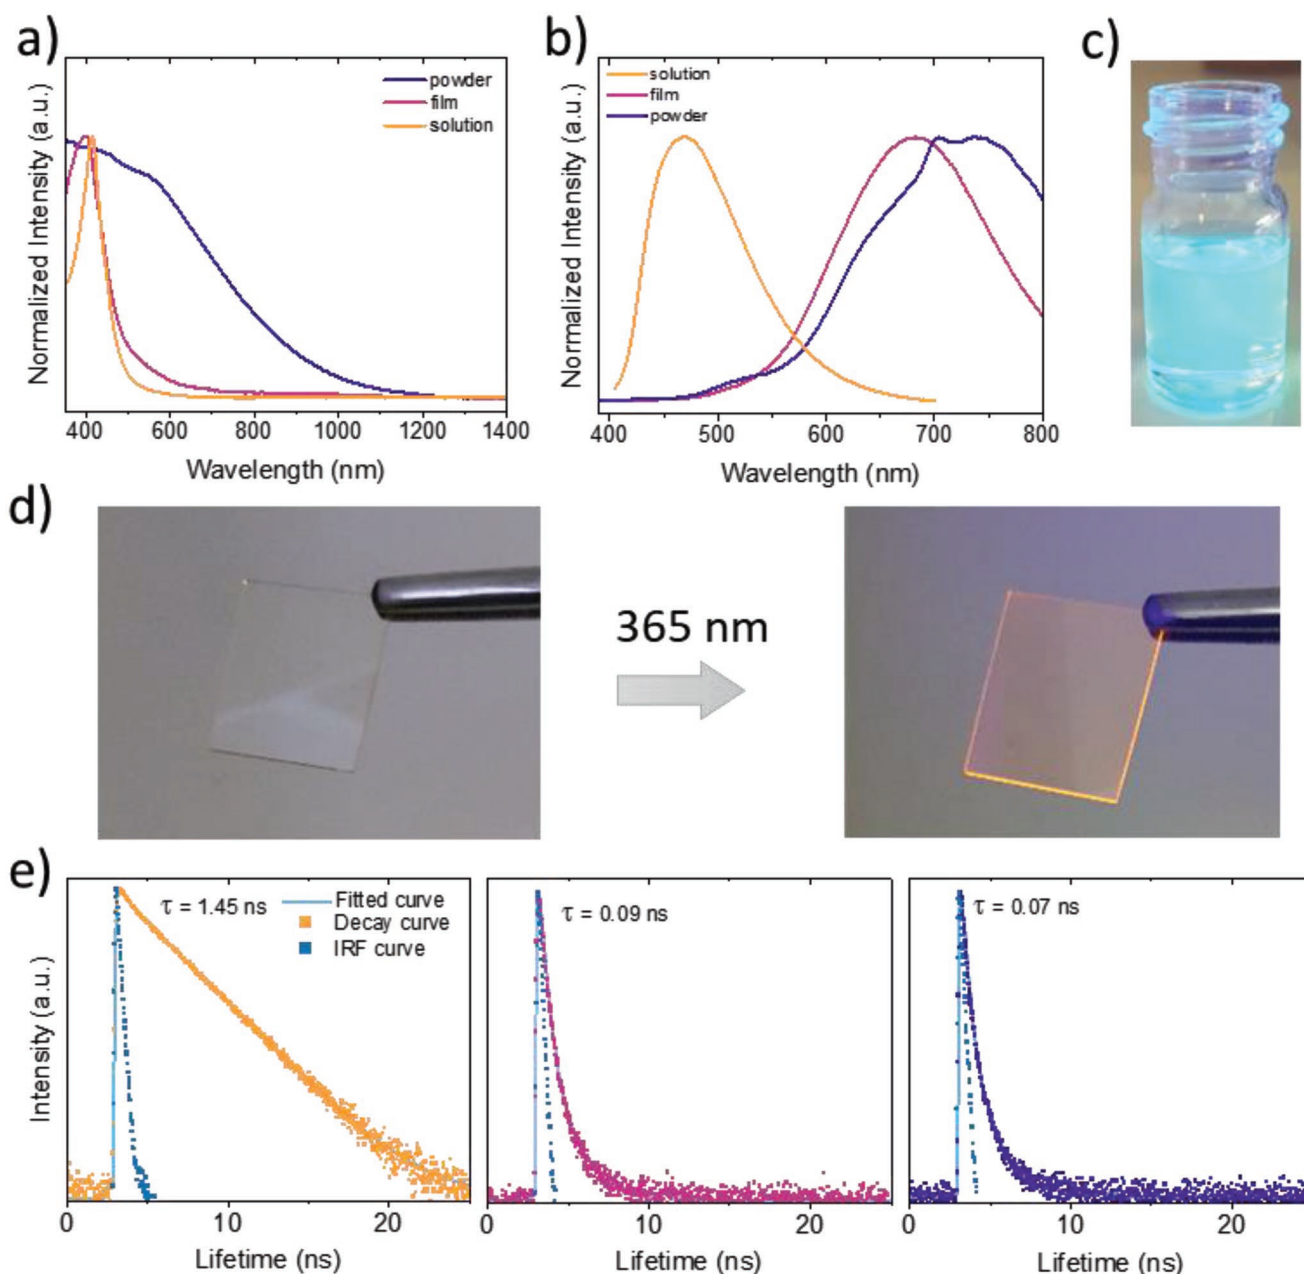 a)
powder
film
solution
Normalized Intensity (a.u.)
400 600 800 1000 1200 1400
Wavelength (nm)
b)
solution
film
powder
Normalized Intensity (a.u.)
400 500 600 700 800
Wavelength (nm)
c)
d)
365 nm
e)
τ = 1.45 ns
Fitted curve
Decay curve
IRF curve
Intensity (a.u.)
0 10 20
Lifetime (ns)
τ = 0.09 ns
0 10 20
Lifetime (ns)
τ = 0.07 ns
0 10 20
Lifetime (ns)